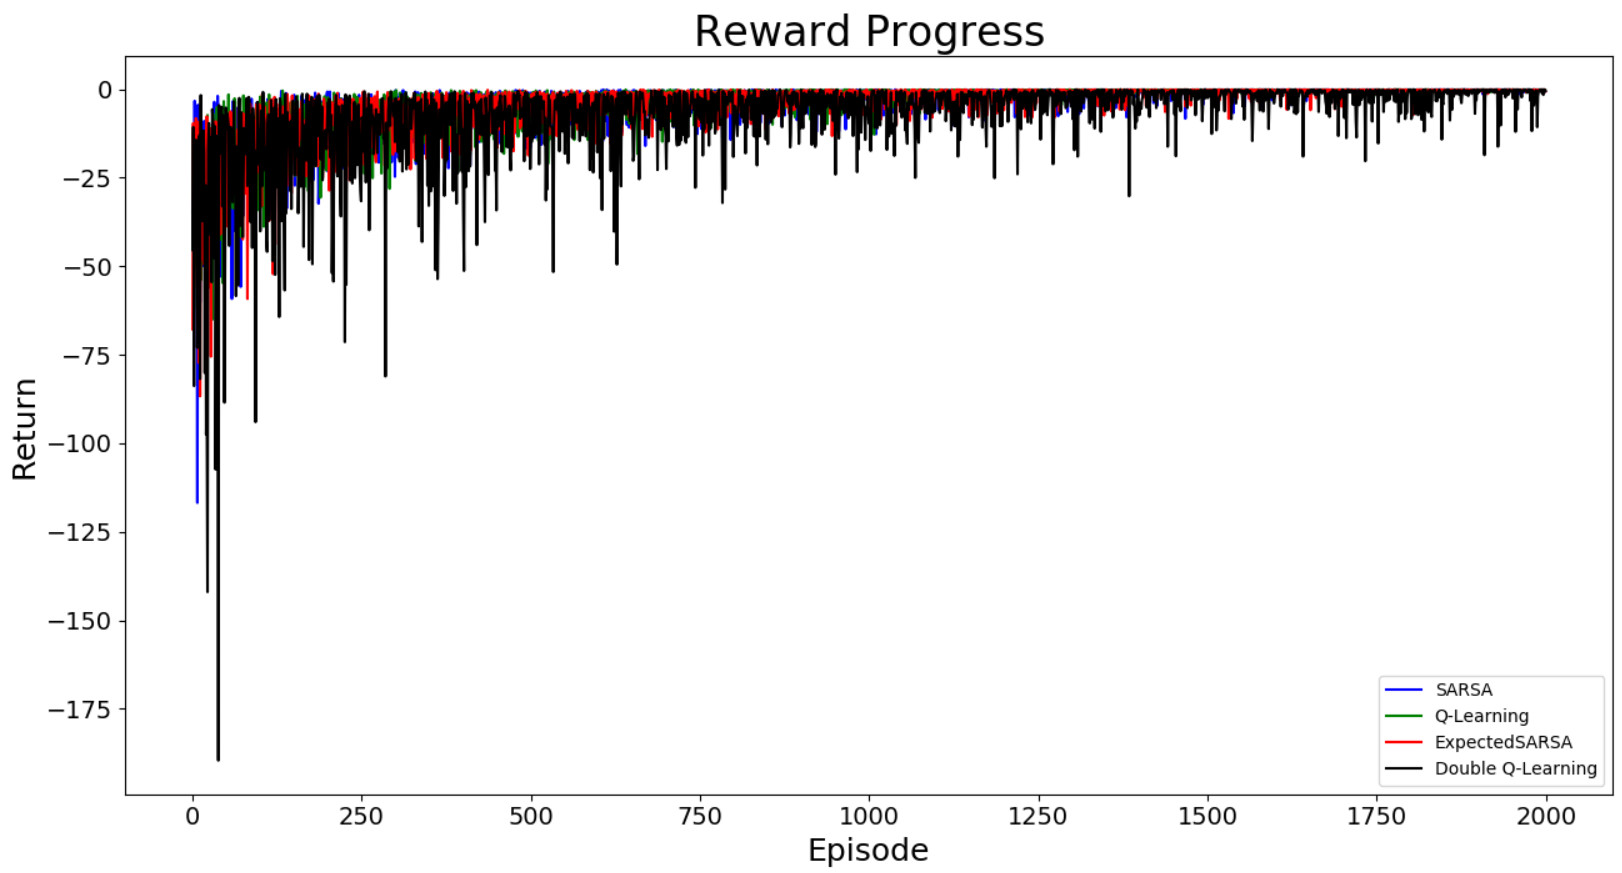 Reward Progress
Return
0
−25
−50
−75
−100
−125
−150
−175
SARSA
Q-Learning
ExpectedSARSA
Double Q-Learning
0 250 500 750 1000 1250 1500 1750 2000
Episode